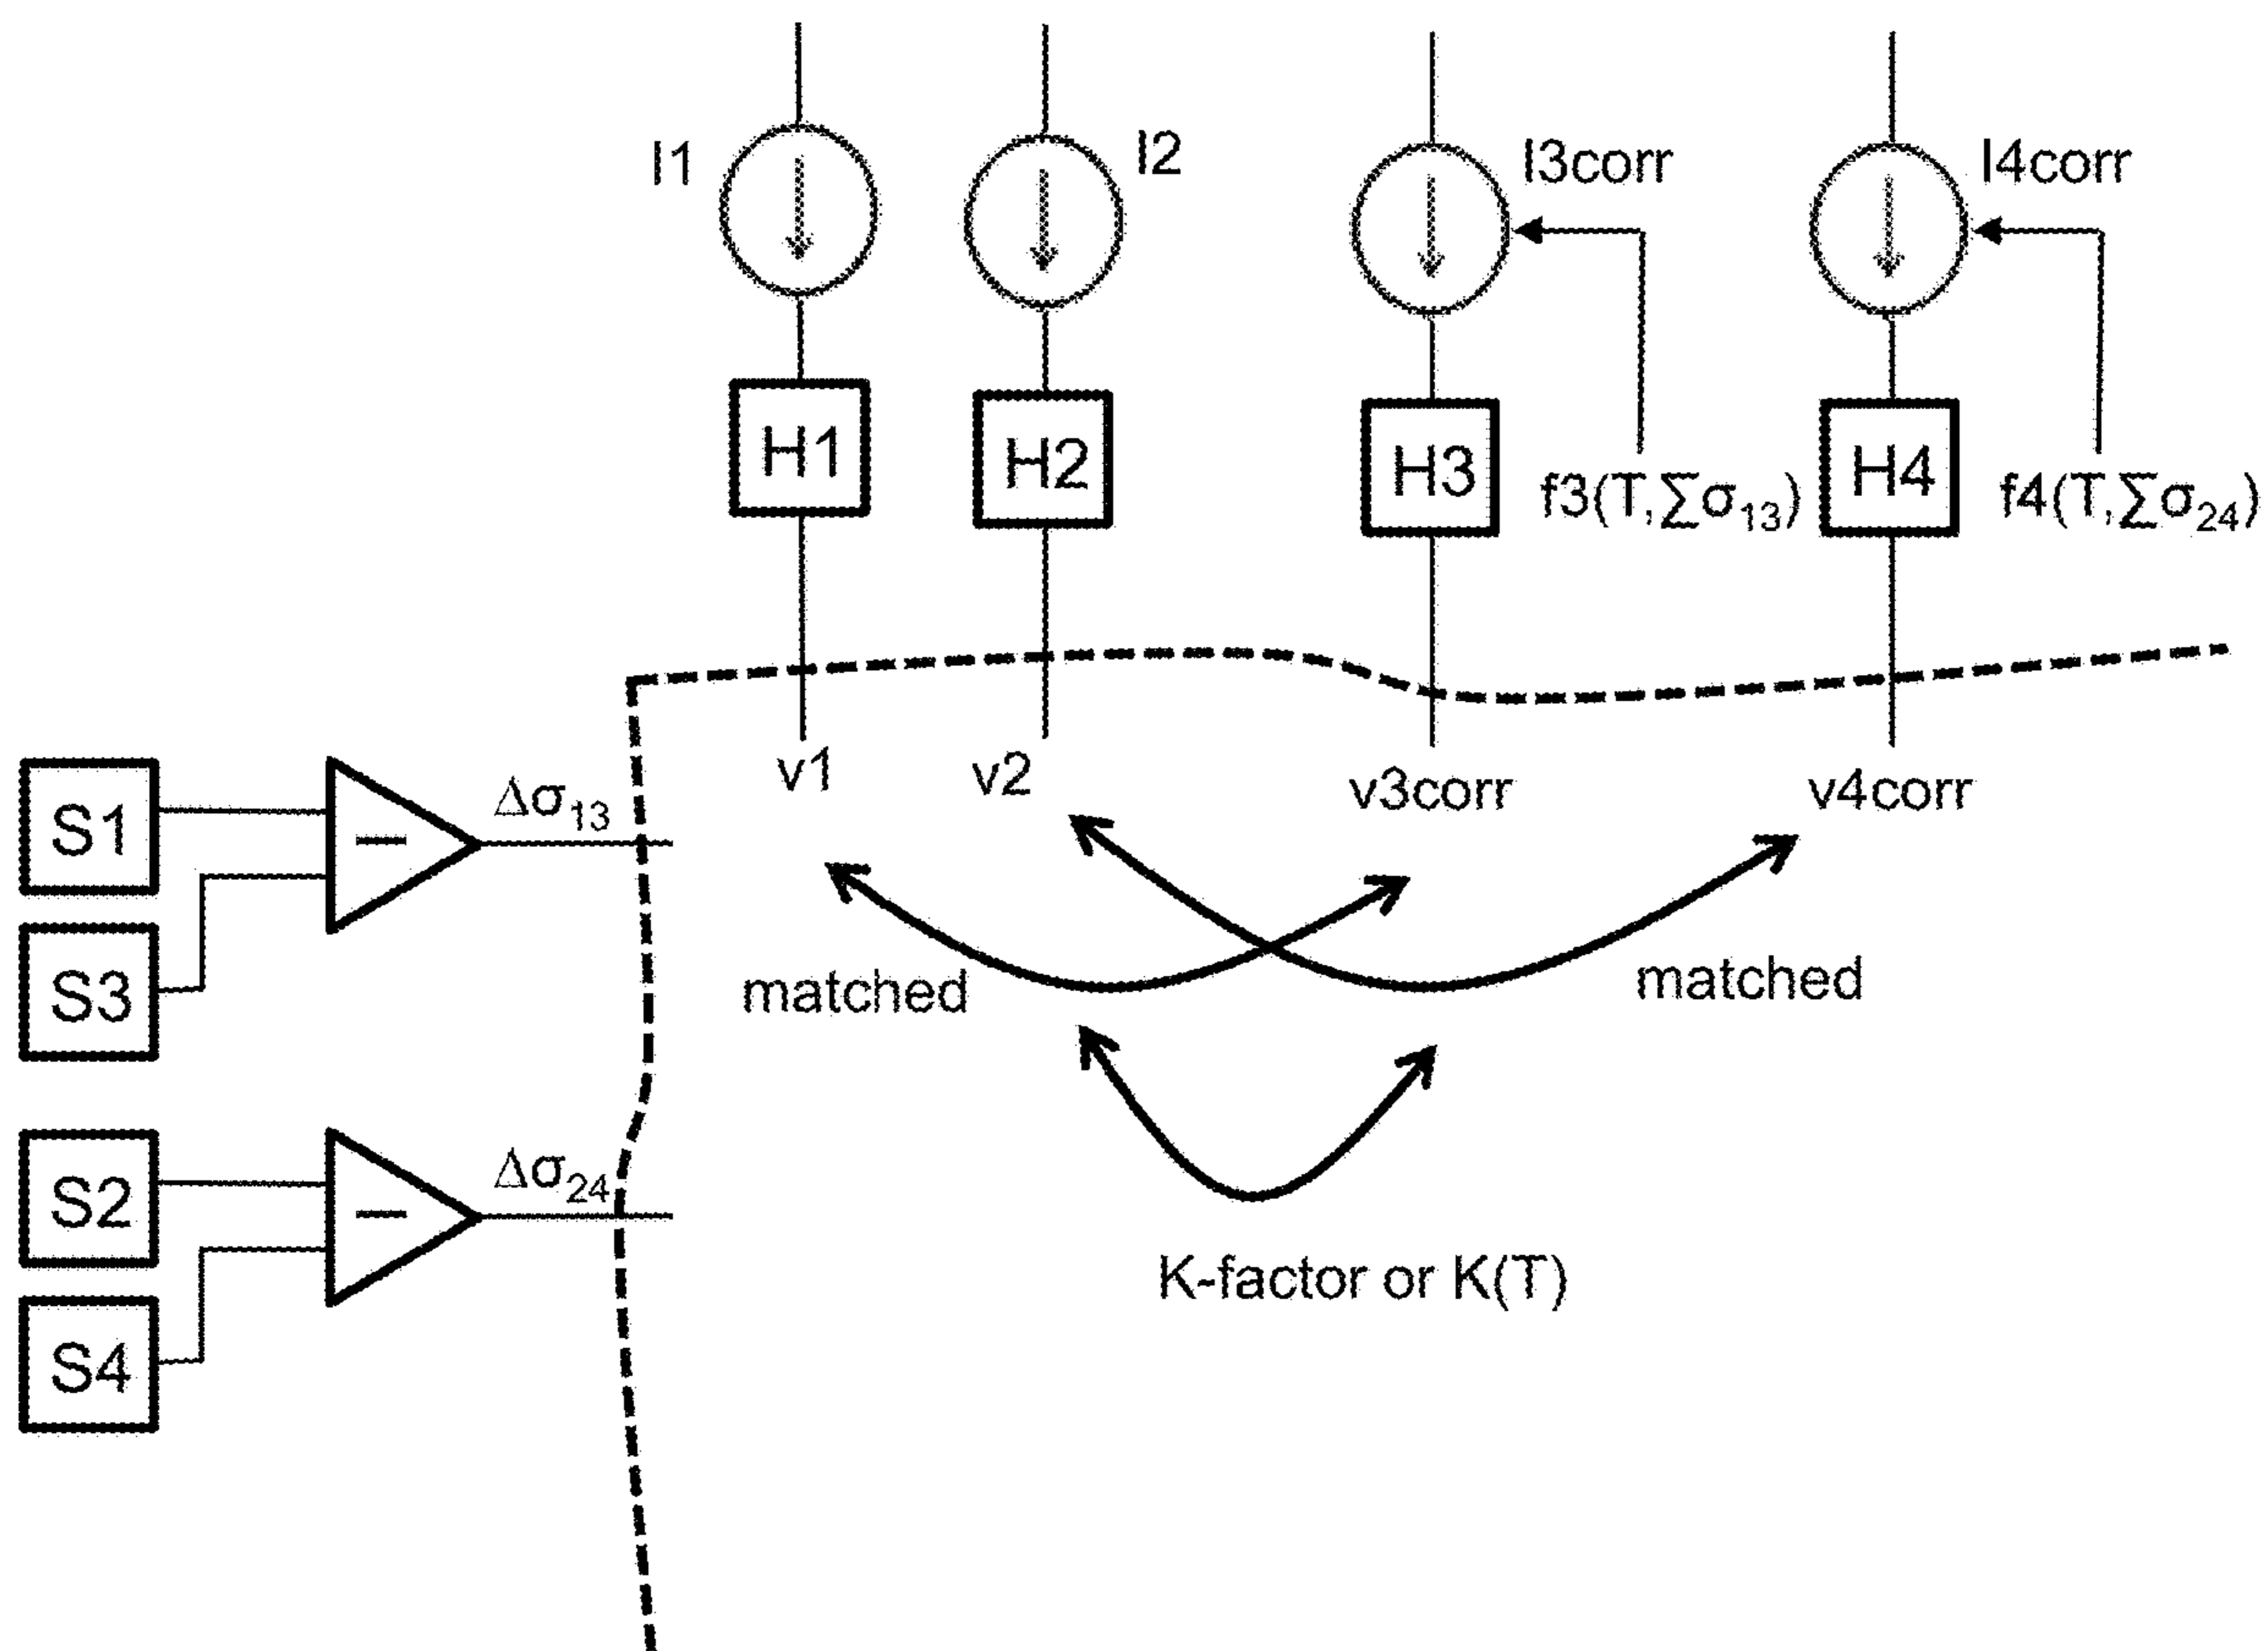 I1
I2
I3corr
I4corr
H1
H2
H3
H4
f3(T,∑σ₁₃)
f4(T,∑σ₂₄)
v1
v2
v3corr
v4corr
S1
−
Δσ₁₃
S3
matched
matched
S2
−
Δσ₂₄
S4
K-factor or K(T)